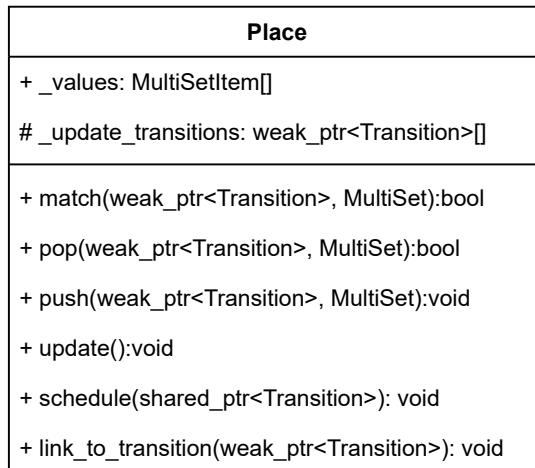 Place
+ _values: MultiSetItem[]
# _update_transitions: weak_ptr<Transition>[]
+ match(weak_ptr<Transition>, MultiSet):bool
+ pop(weak_ptr<Transition>, MultiSet):bool
+ push(weak_ptr<Transition>, MultiSet):void
+ update():void
+ schedule(shared_ptr<Transition>): void
+ link_to_transition(weak_ptr<Transition>): void